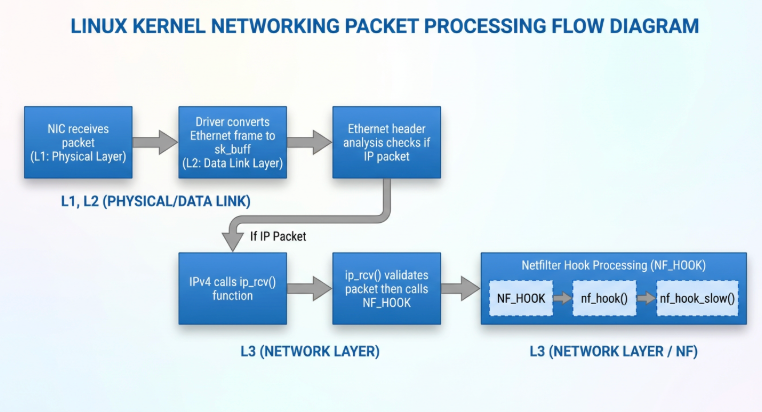 LINUX KERNEL NETWORKING PACKET PROCESSING FLOW DIAGRAM
NIC receives
packet
(L1: Physical Layer)
Driver converts
Ethernet frame to
sk_buff
(L2: Data Link Layer)
Ethernet header
analysis checks if
IP packet
L1, L2 (PHYSICAL/DATA LINK)
If IP Packet
IPv4 calls ip_rcv()
function
ip_rcv() validates
packet then calls
NF_HOOK
Netfilter Hook Processing (NF_HOOK)
NF_HOOK
nf_hook()
nf_hook_slow()
L3 (NETWORK LAYER)
L3 (NETWORK LAYER / NF)